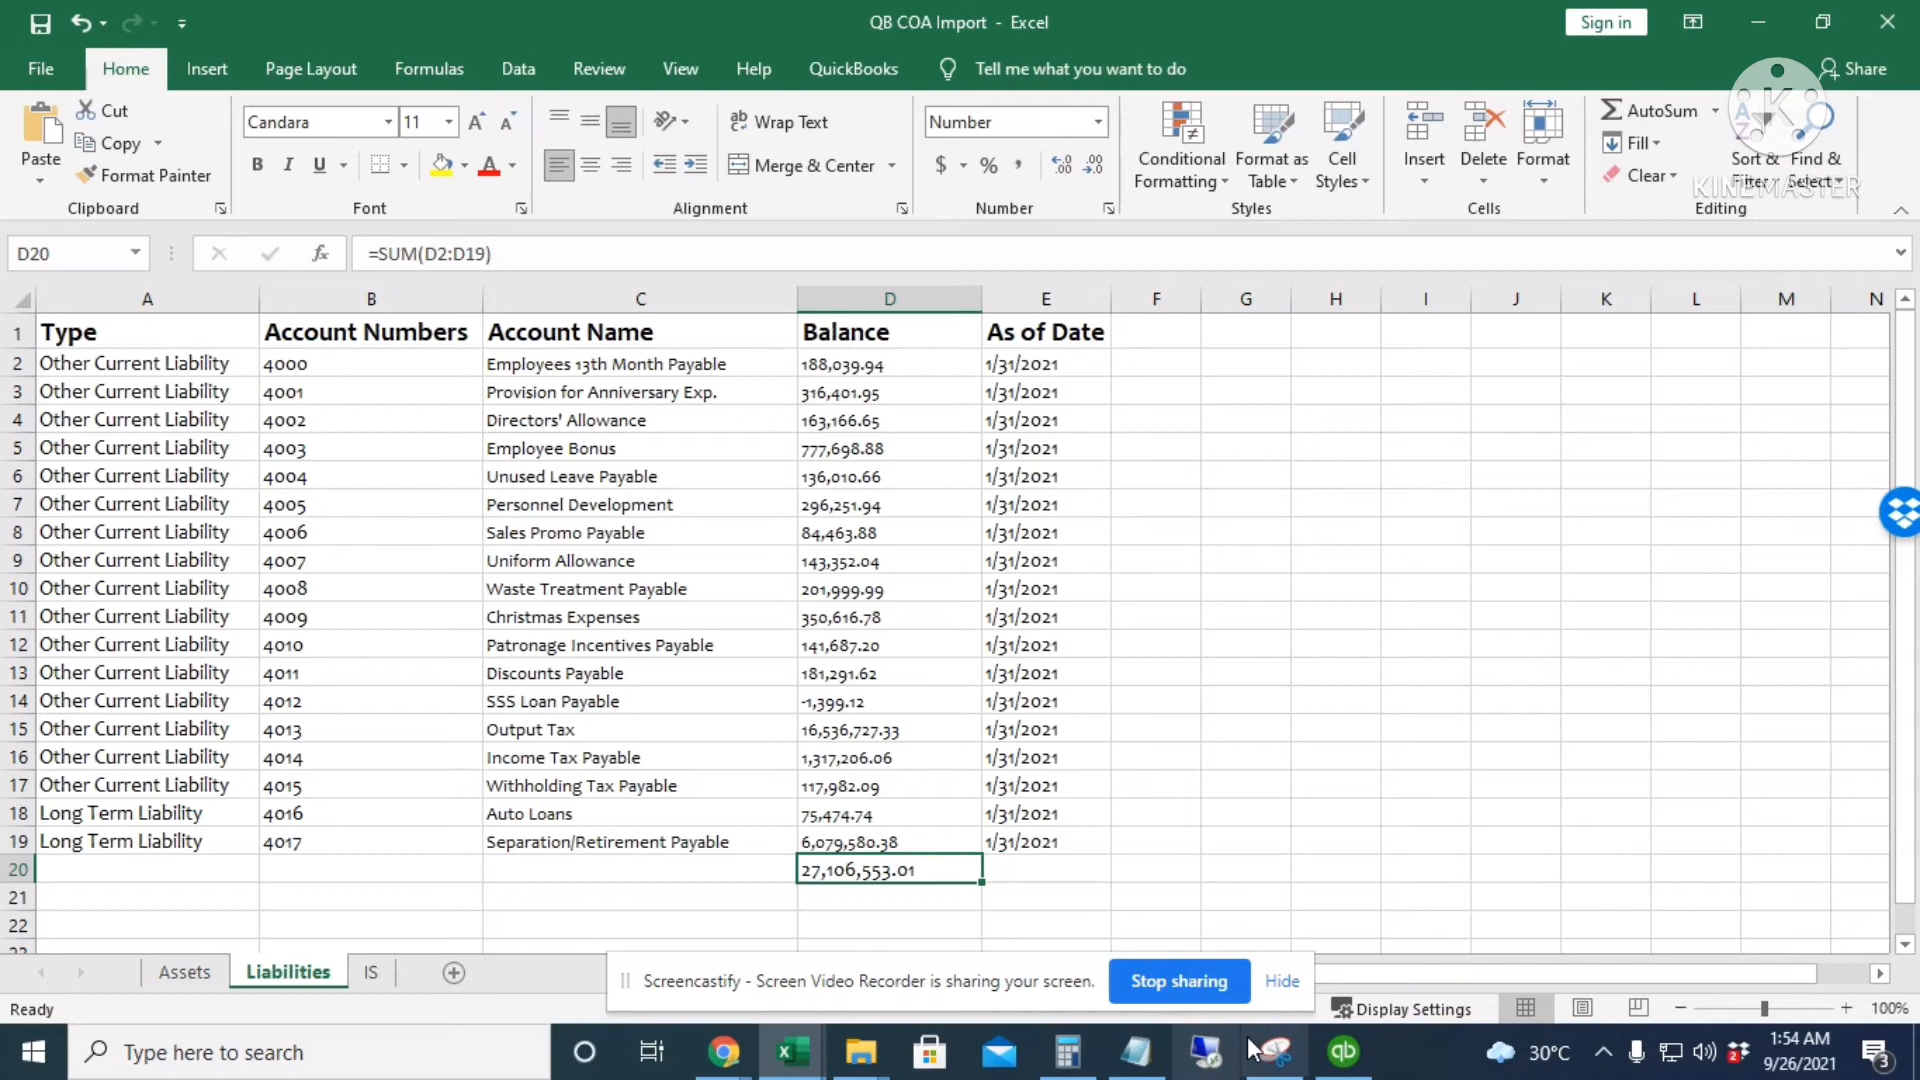 QB COA Import - Excel
Sign in
File Home Insert Page Layout Formulas Data Review View Help QuickBooks Tell me what you want to do Share
Paste
Cut
Copy
Format Painter
Clipboard
Candara 11
B I U A
Font
Wrap Text
Merge & Center
Alignment
Number
$ % ,
Number
Conditional Formatting
Format as Table
Cell Styles
Styles
Insert Delete Format
Cells
AutoSum
Fill
Clear
Sort & Filter
Find & Select
Editing
KINEMASTER
D20 fx =SUM(D2:D19)
A B C D E F G H I J K L M N
1 Type Account Numbers Account Name Balance As of Date
2 Other Current Liability 4000 Employees 13th Month Payable 188,039.94 1/31/2021
3 Other Current Liability 4001 Provision for Anniversary Exp. 316,401.95 1/31/2021
4 Other Current Liability 4002 Directors' Allowance 163,166.65 1/31/2021
5 Other Current Liability 4003 Employee Bonus 777,698.88 1/31/2021
6 Other Current Liability 4004 Unused Leave Payable 136,010.66 1/31/2021
7 Other Current Liability 4005 Personnel Development 296,251.94 1/31/2021
8 Other Current Liability 4006 Sales Promo Payable 84,463.88 1/31/2021
9 Other Current Liability 4007 Uniform Allowance 143,352.04 1/31/2021
10 Other Current Liability 4008 Waste Treatment Payable 201,999.99 1/31/2021
11 Other Current Liability 4009 Christmas Expenses 350,616.78 1/31/2021
12 Other Current Liability 4010 Patronage Incentives Payable 141,687.20 1/31/2021
13 Other Current Liability 4011 Discounts Payable 181,291.62 1/31/2021
14 Other Current Liability 4012 SSS Loan Payable -1,399.12 1/31/2021
15 Other Current Liability 4013 Output Tax 16,536,727.33 1/31/2021
16 Other Current Liability 4014 Income Tax Payable 1,317,206.06 1/31/2021
17 Other Current Liability 4015 Withholding Tax Payable 117,982.09 1/31/2021
18 Long Term Liability 4016 Auto Loans 75,474.74 1/31/2021
19 Long Term Liability 4017 Separation/Retirement Payable 6,079,580.38 1/31/2021
20 27,106,553.01
21
22
Assets Liabilities IS
Screencastify - Screen Video Recorder is sharing your screen. Stop sharing Hide
Ready Display Settings 100%
Type here to search
30°C
1:54 AM
9/26/2021
3